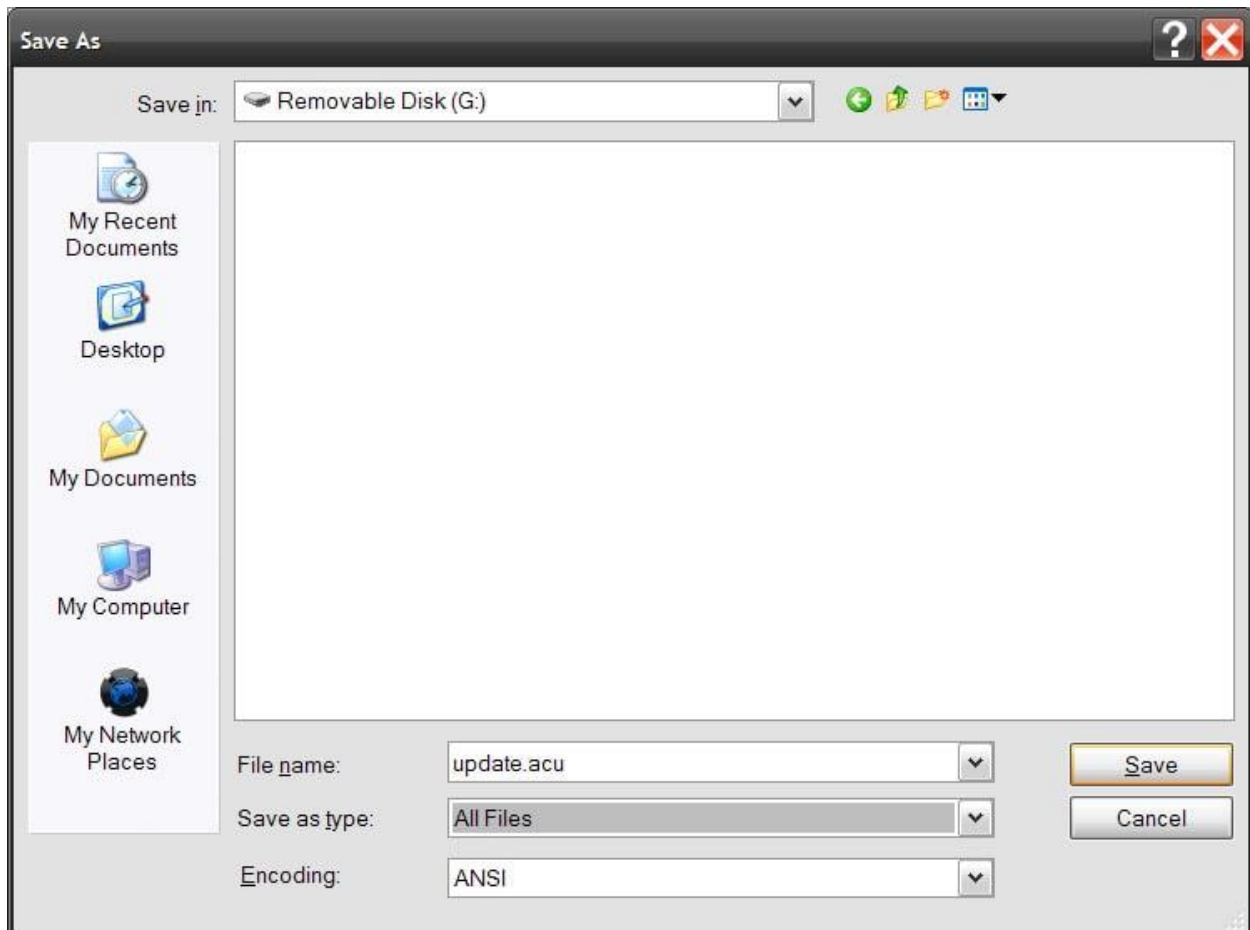 Save As
Save in:
Removable Disk (G:)
My Recent
Documents
Desktop
My Documents
My Computer
My Network
Places
File name:
update.acu
Save
Save as type:
All Files
Cancel
Encoding:
ANSI